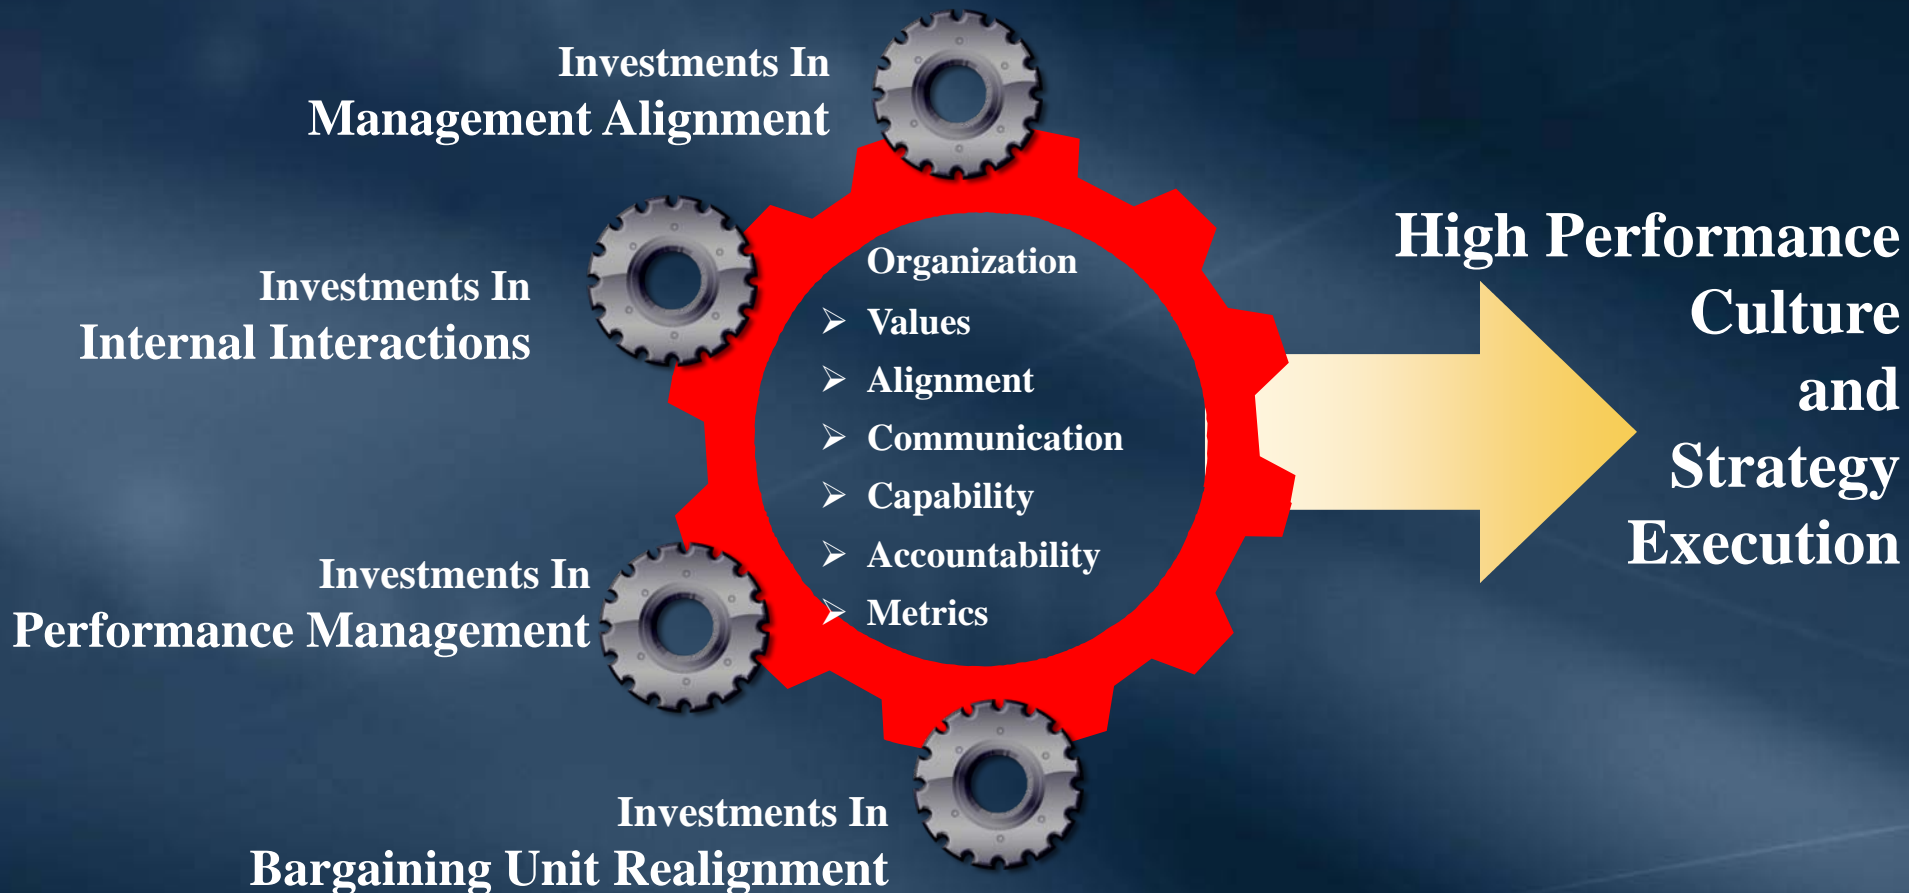 Investments In
Management Alignment
Investments In
Internal Interactions
Investments In
Performance Management
Investments In
Bargaining Unit Realignment
Organization
➢ Values
➢ Alignment
➢ Communication
➢ Capability
➢ Accountability
➢ Metrics
High Performance
Culture
and
Strategy
Execution